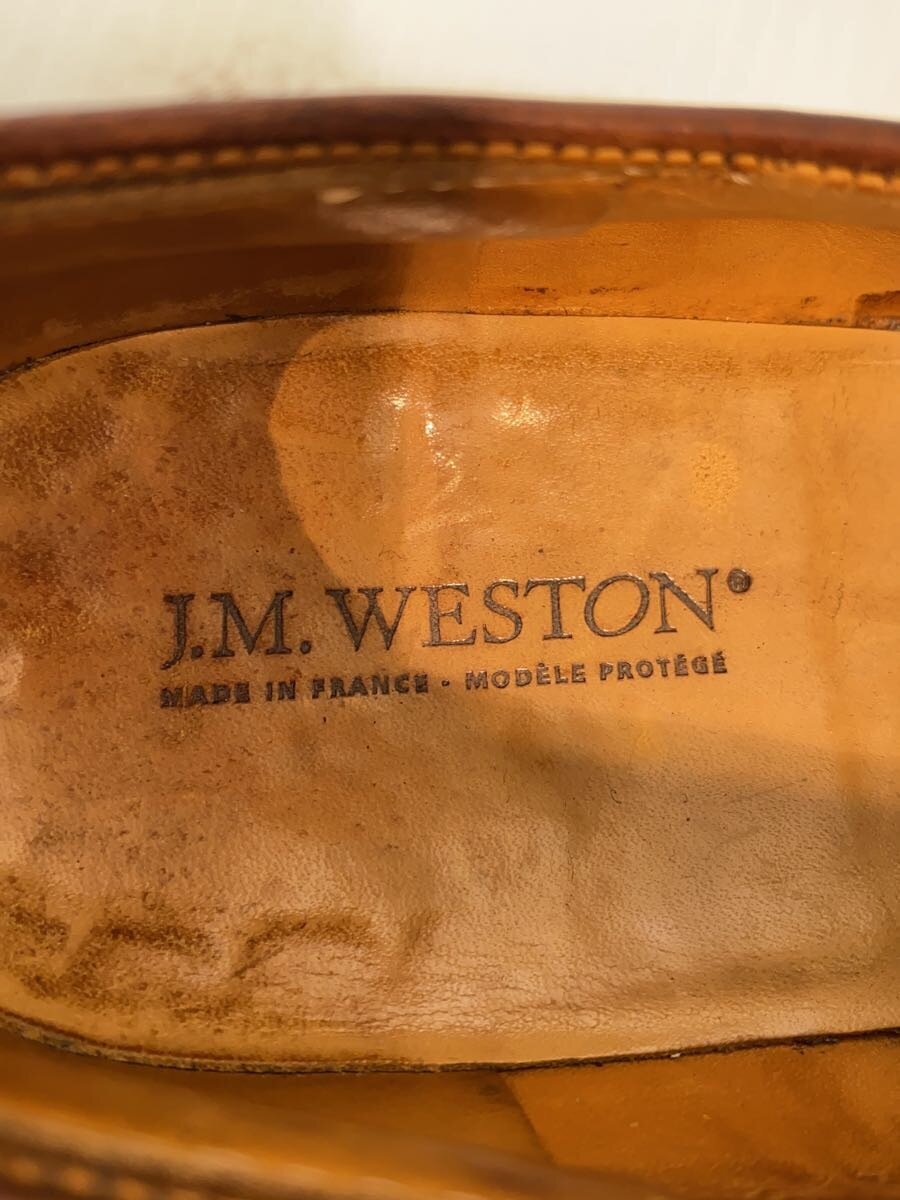 J.M. WESTON®
MADE IN FRANCE - MODÈLE PROTÉGÉ